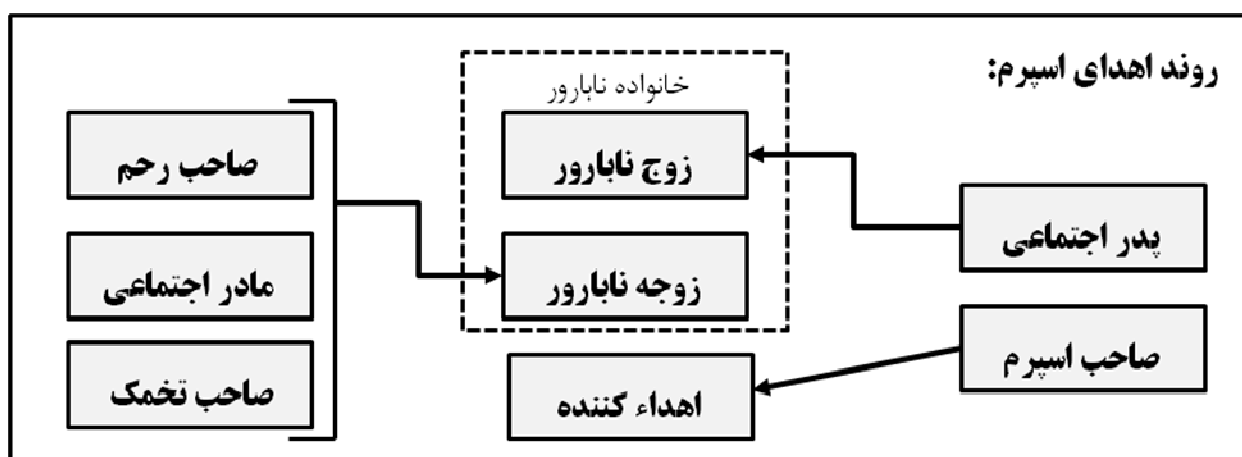 روند اهدای اسپرم:
خانواده نابارور
زوج نابارور
صاحب رحم
پدر اجتماعی
زوجه نابارور
مادر اجتماعی
صاحب اسپرم
اهداء کننده
صاحب تخمک